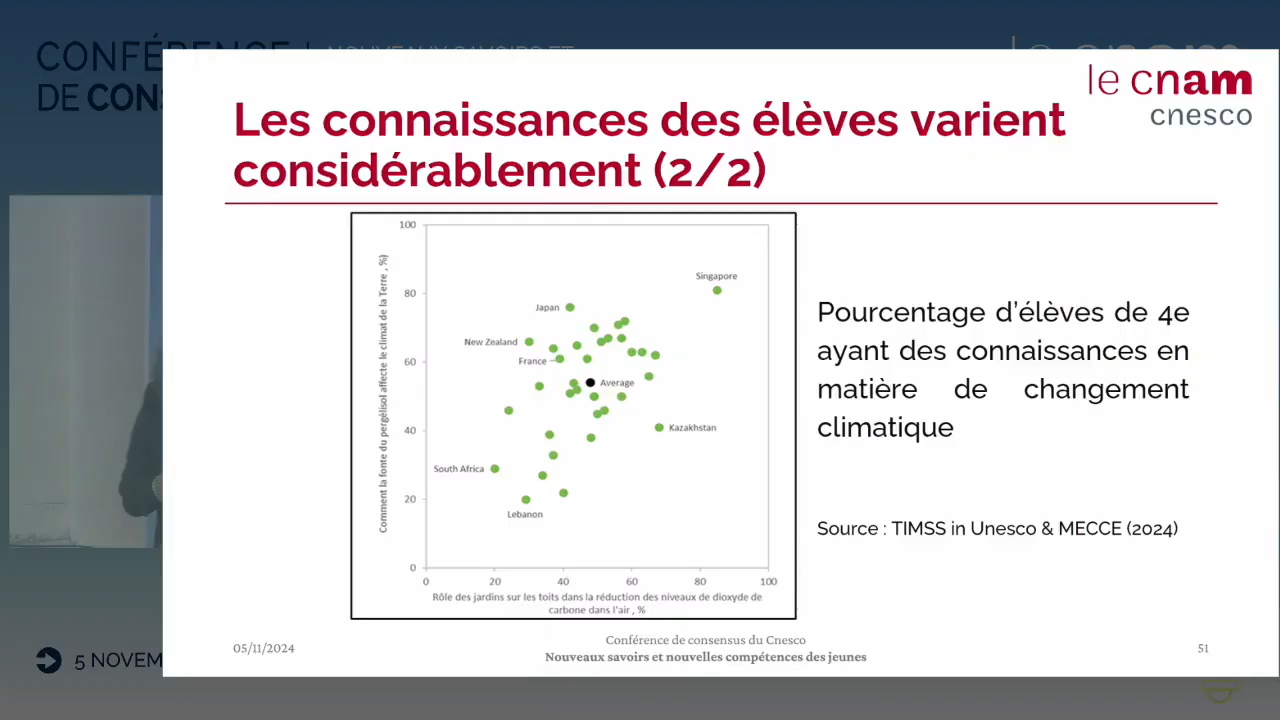 CONFÉRENCE
DE CONS
le cnam
cnesco
Les connaissances des élèves varient
considérablement (2/2)
Comment la fonte du pergélisol affecte le climat de la Terre , %)
100
80
60
40
20
0
Singapore
Japan
New Zealand
France
Average
Kazakhstan
South Africa
Lebanon
0 20 40 60 80 100
Rôle des jardins sur les toits dans la réduction des niveaux de dioxyde de
carbone dans l'air , %
Pourcentage d'élèves de 4e
ayant des connaissances en
matière de changement
climatique
Source : TIMSS in Unesco & MECCE (2024)
05/11/2024
Conférence de consensus du Cnesco
Nouveaux savoirs et nouvelles compétences des jeunes
51
5 NOVEM